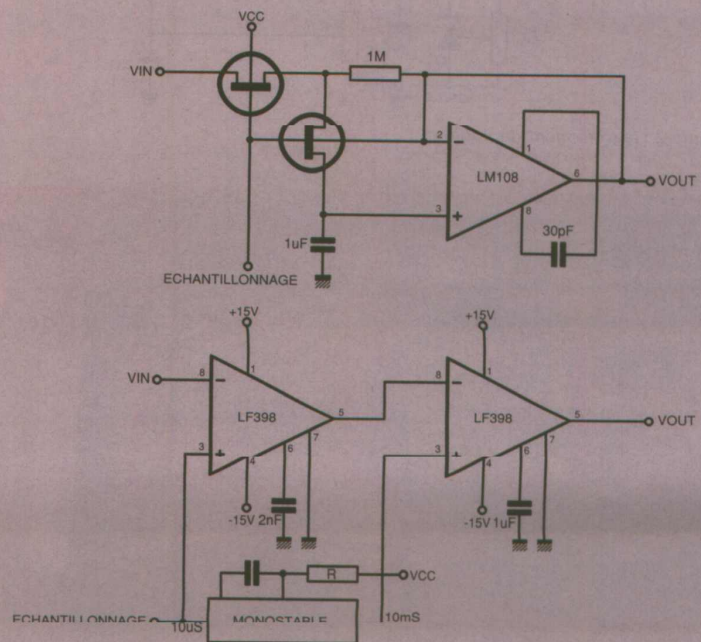 VCC
VIN
1M
2
1
LM108
6
VOUT
3
8
30pF
1uF
ECHANTILLONNAGE
+15V
+15V
VIN
8
1
8
1
LF398
5
LF398
5
VOUT
3
6
7
3
6
7
4
4
-15V 2nF
-15V 1uF
R
VCC
ECHANTILLONNAGE
10uS
MONOSTABLE
10mS